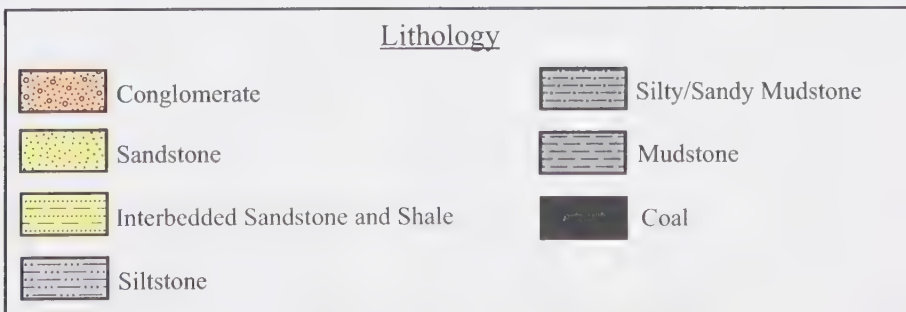 Lithology
Conglomerate
Sandstone
Interbedded Sandstone and Shale
Siltstone
Silty/Sandy Mudstone
Mudstone
Coal